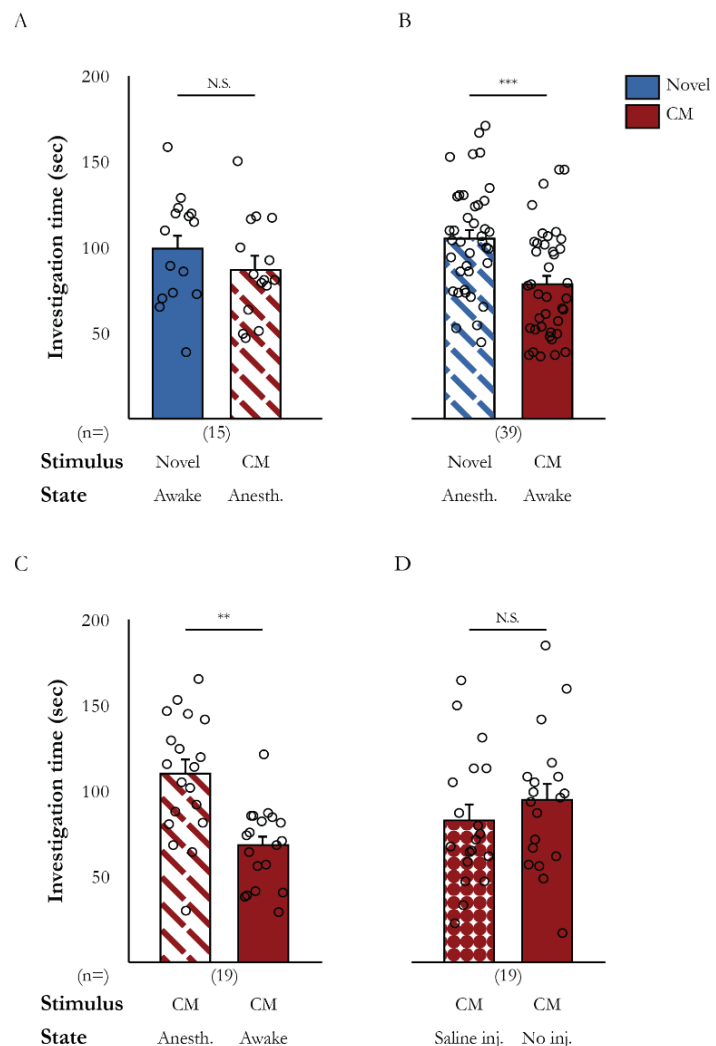 A
B
200
150
100
50
Investigation time (sec)
N.S.
***
Novel
CM
(n=)
(15)
(39)
Stimulus
Novel
CM
Novel
CM
State
Awake
Anesth.
Anesth.
Awake
C
D
200
150
100
50
Investigation time (sec)
**
N.S.
(n=)
(19)
(19)
Stimulus
CM
CM
CM
CM
State
Anesth.
Awake
Saline inj.
No inj.